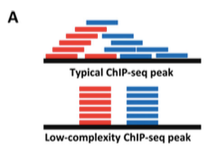 A
Typical ChIP-seq peak
Low-complexity ChIP-seq peak